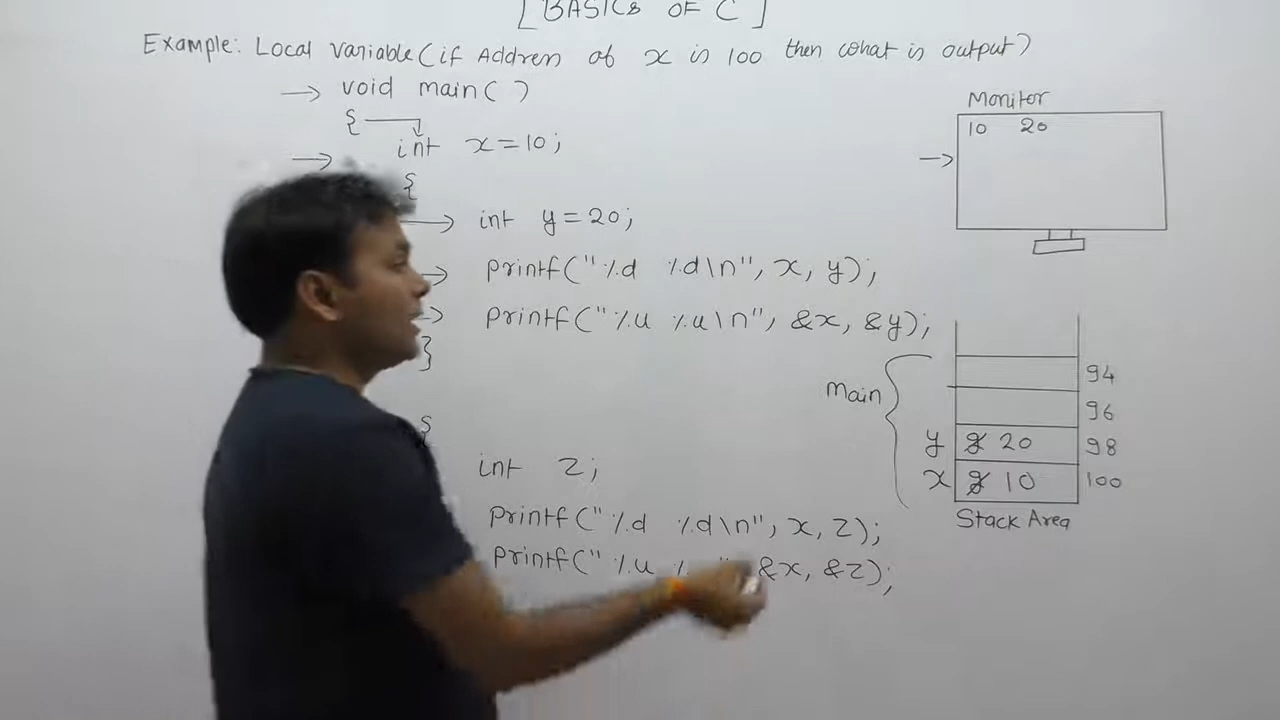 [BASICS OF C]
Example: Local variable (if Address of x is 100 then what is output)
void main( )
{
int x=10;
{
int y=20;
printf("%d %d\n", x, y);
printf("%u %u\n", &x, &y);
}
{
int z;
printf("%d %d\n", x, z);
printf("%u &x, &z);
Monitor
10 20
Main
94
96
y 20 98
x 10 100
Stack Area